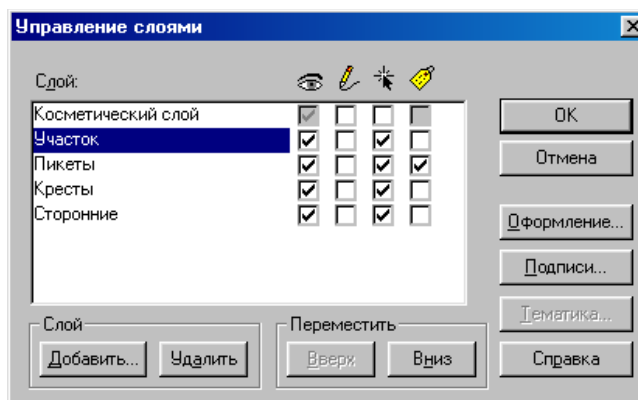 Управление слоями
Слой:
Косметический слой
Участок
Пикеты
Кресты
Сторонние
OK
Отмена
Оформление...
Подписи...
Тематика...
Справка
Слой
Добавить...
Удалить
Переместить
Вверх
Вниз